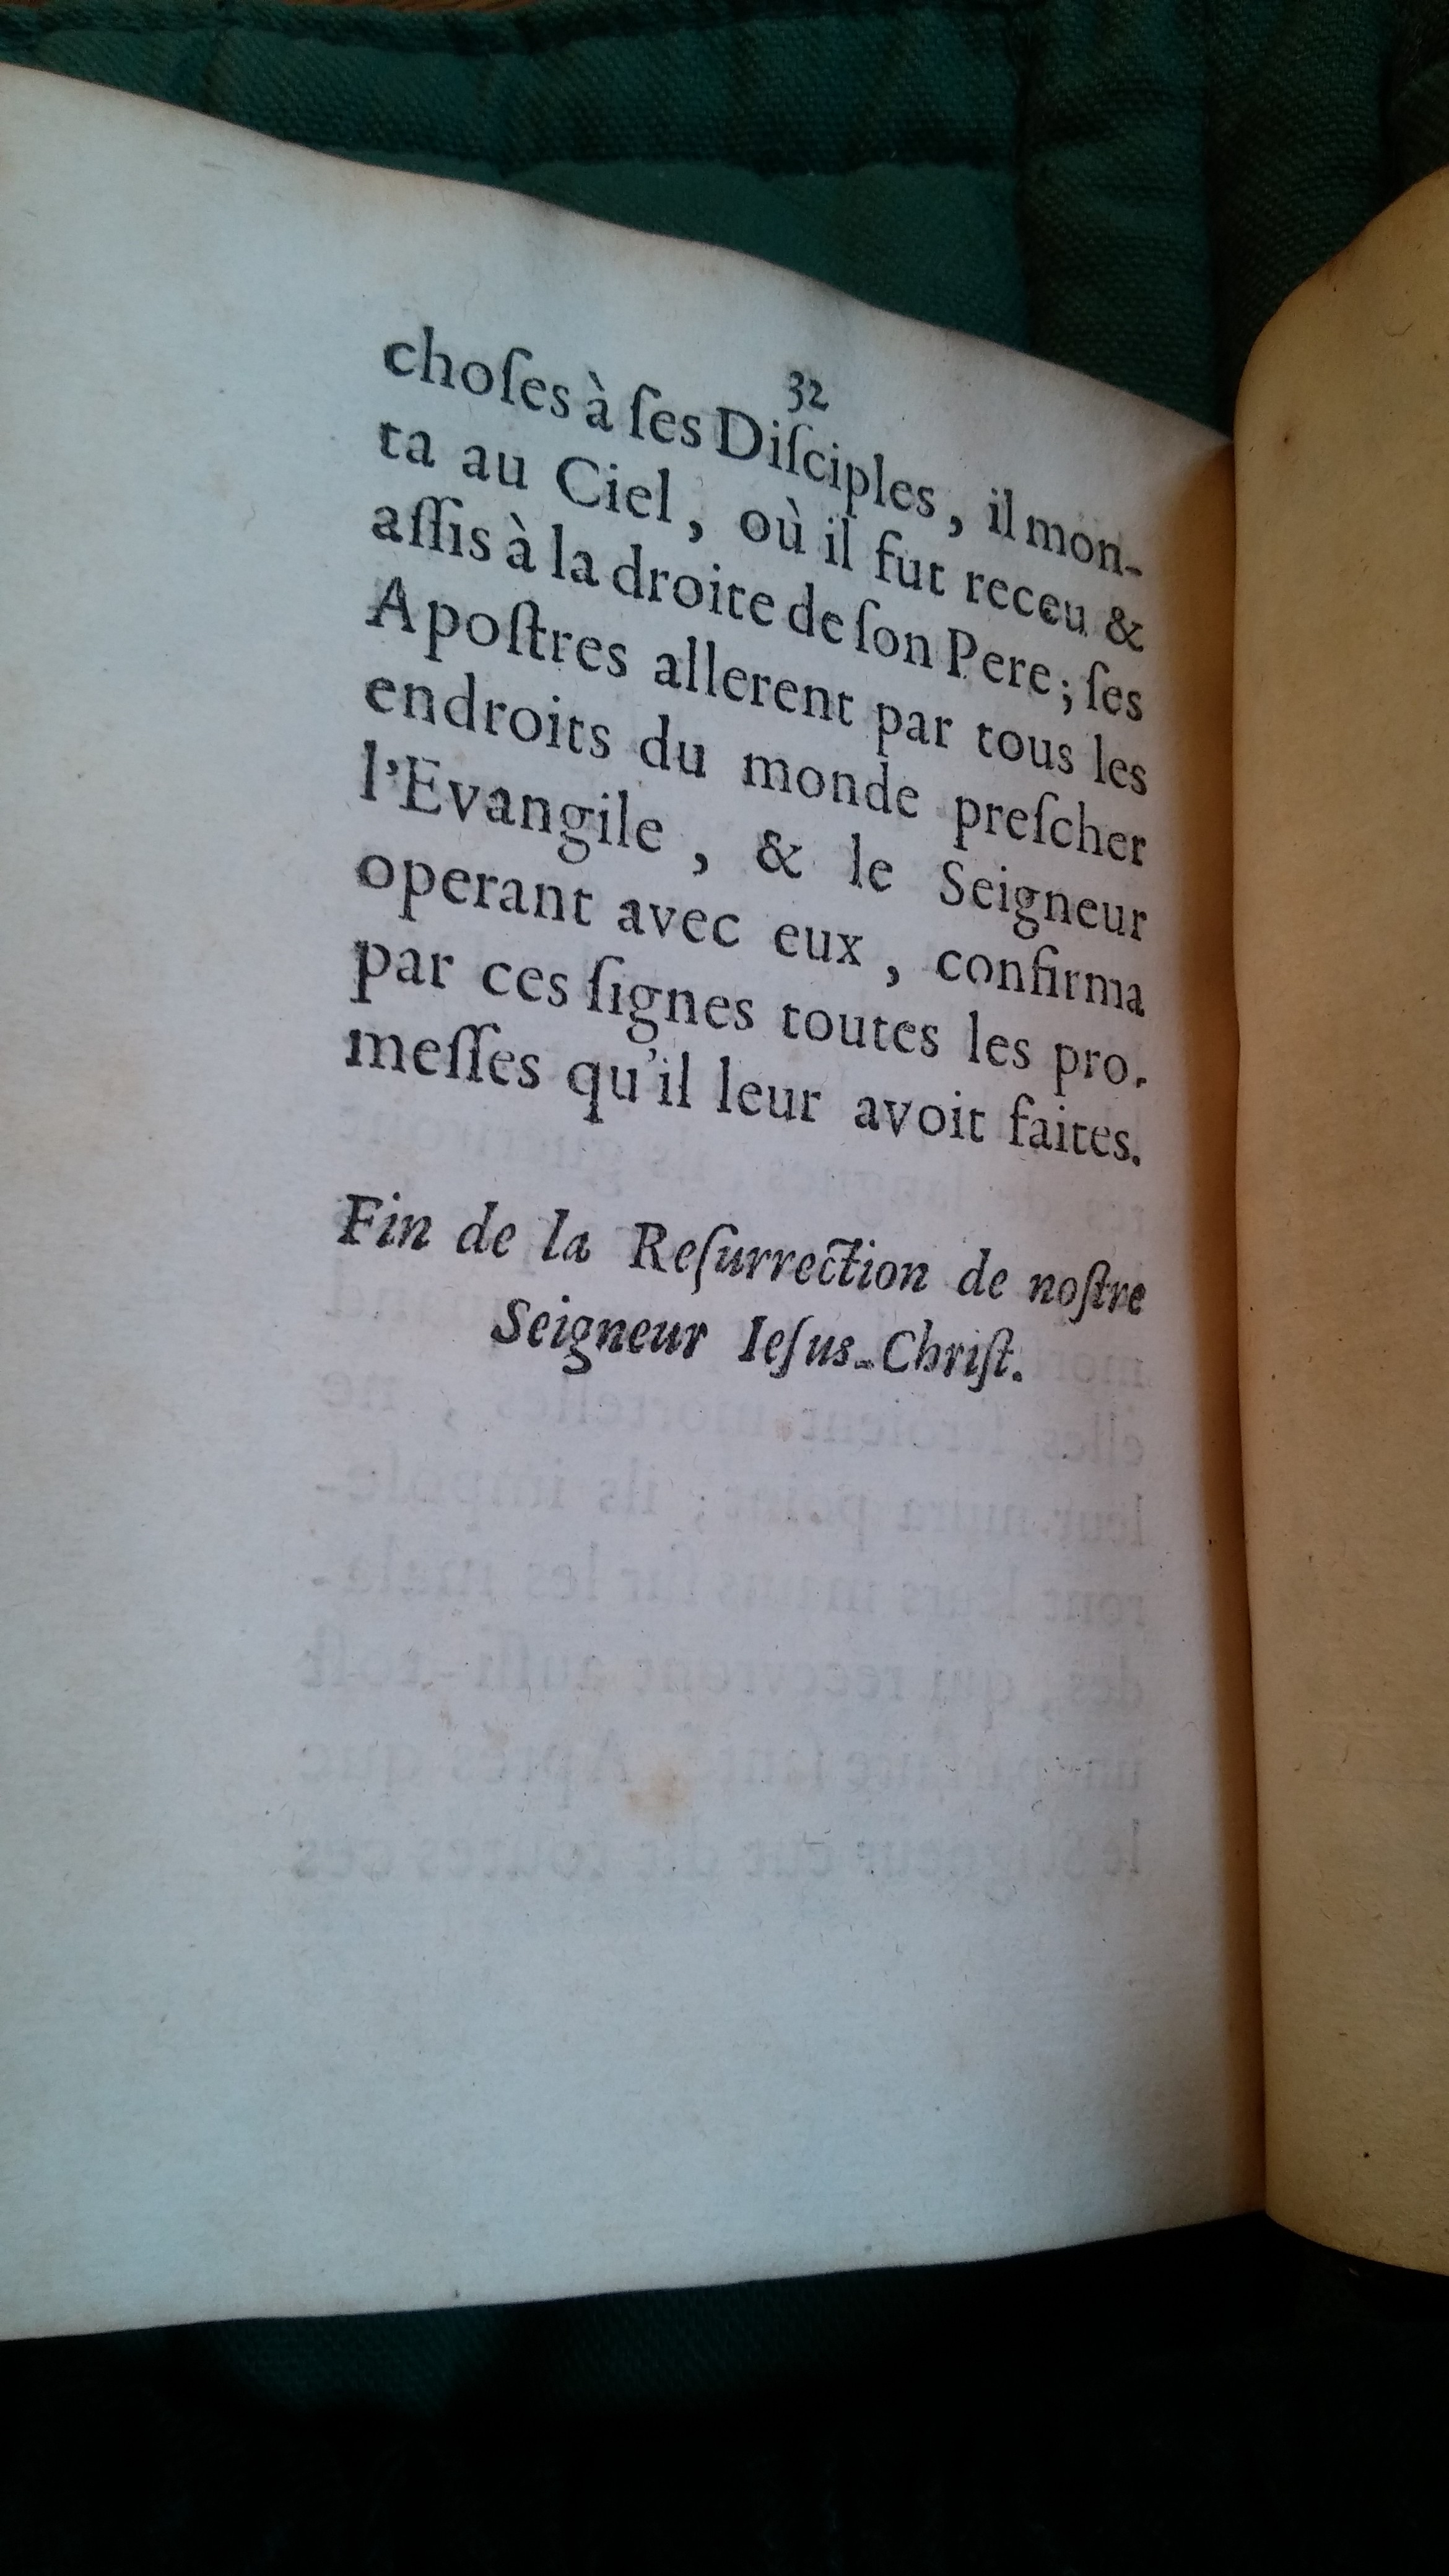 32
choſes à ſes Diſciples, il mon-
ta au Ciel, où il fut receu &
aſſis à la droite de ſon Pere; ſes
Apoſtres allerent par tous les
endroits du monde preſcher
l'Evangile, & le Seigneur
operant avec eux, confirma
par ces ſignes toutes les pro-
meſſes qu'il leur avoit faites.
Fin de la Reſurrection de noſtre
Seigneur Ieſus-Chriſt.